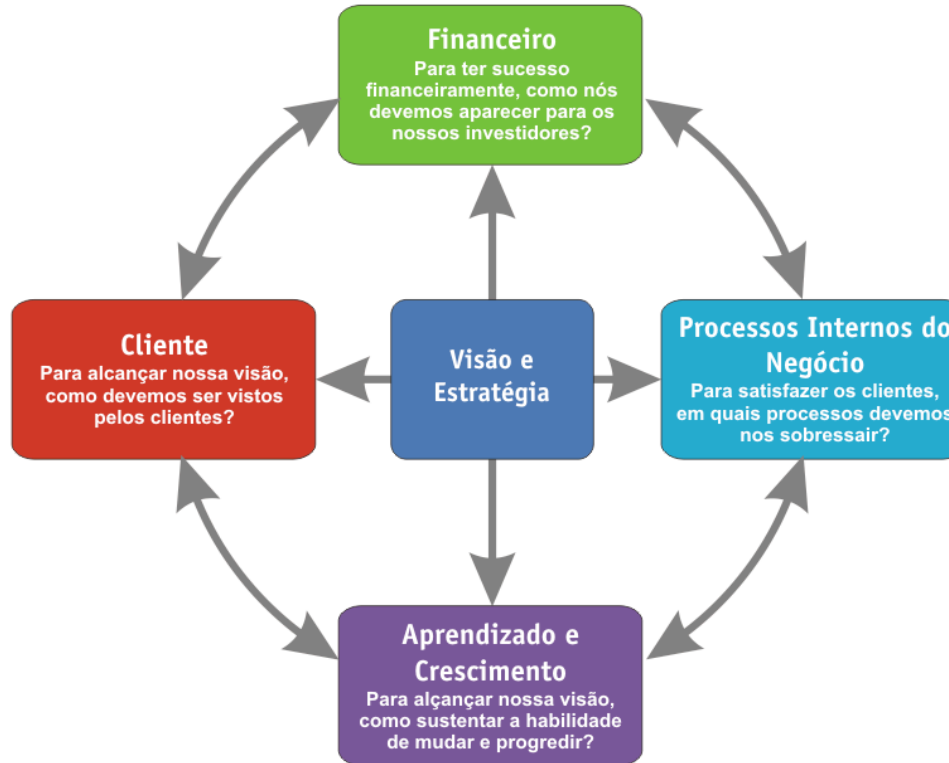 Financeiro
Para ter sucesso
financeiramente, como nós
devemos aparecer para os
nossos investidores?
Cliente
Para alcançar nossa visão,
como devemos ser vistos
pelos clientes?
Visão e
Estratégia
Processos Internos do
Negócio
Para satisfazer os clientes,
em quais processos devemos
nos sobressair?
Aprendizado e
Crescimento
Para alçançar nossa visão,
como sustentar a habilidade
de mudar e progredir?